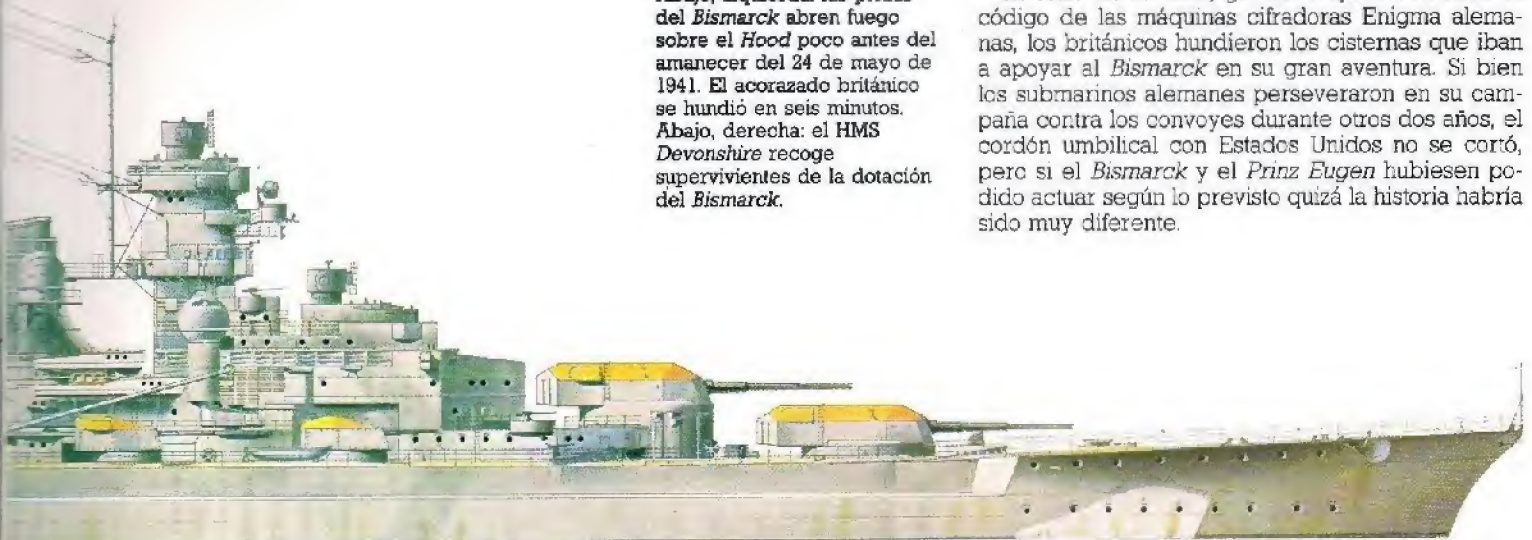 del Bismarck abren fuego
sobre el Hood poco antes del
amanecer del 24 de mayo de
1941. El acorazado británico
se hundió en seis minutos.
Abajo, derecha: el HMS
Devonshire recoge
supervivientes de la dotación
del Bismarck.
código de las máquinas cifradoras Enigma alema-
nas, los británicos hundieron los cisternas que iban
a apoyar al Bismarck en su gran aventura. Si bien
los submarinos alemanes perseveraron en su cam-
paña contra los convoyes durante otros dos años, el
cordón umbilical con Estados Unidos no se cortó,
pero si el Bismarck y el Prinz Eugen hubiesen po-
dido actuar según lo previsto quizá la historia habría
sido muy diferente.